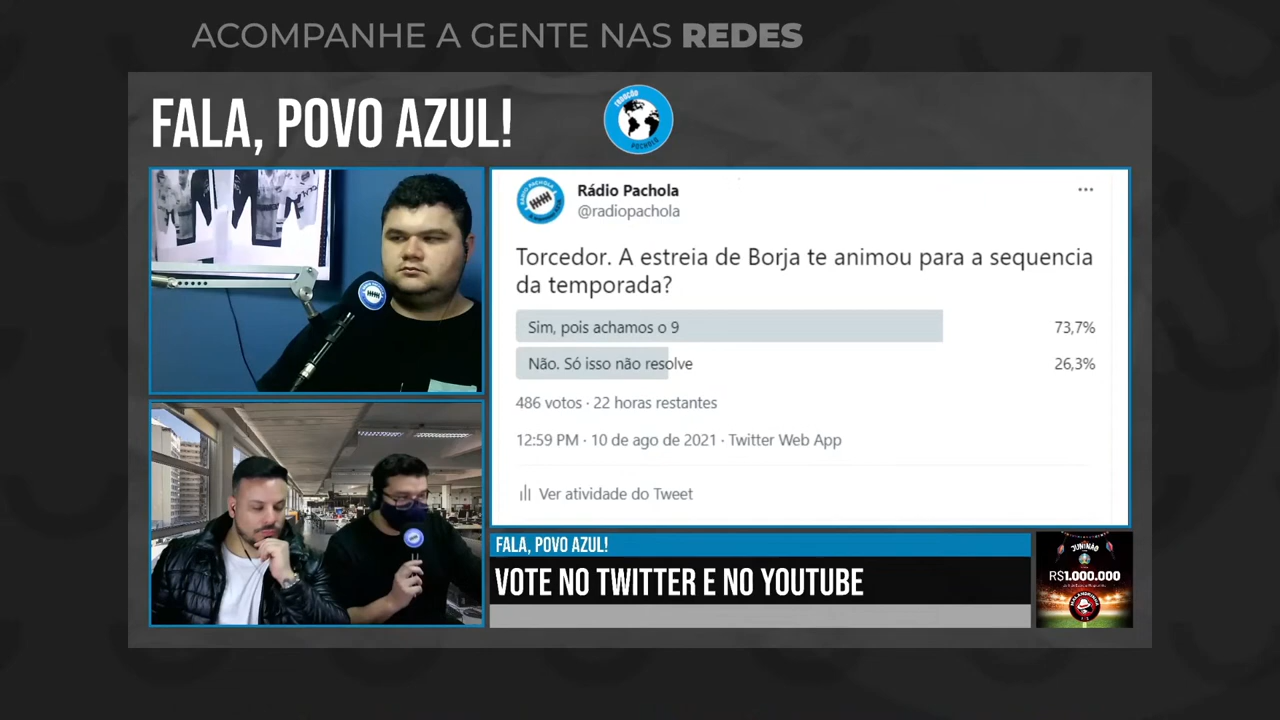 ACOMPANHE A GENTE NAS REDES
FALA, POVO AZUL!
Rádio Pachola
@radiopachola
Torcedor. A estreia de Borja te animou para a sequencia
da temporada?
Sim, pois achamos o 9 73,7%
Não. Só isso não resolve 26,3%
486 votos · 22 horas restantes
12:59 PM · 10 de ago de 2021 · Twitter Web App
Ver atividade do Tweet
FALA, POVO AZUL!
VOTE NO TWITTER E NO YOUTUBE
JUNINÃO
R$1.000.000
MALANDRINHA